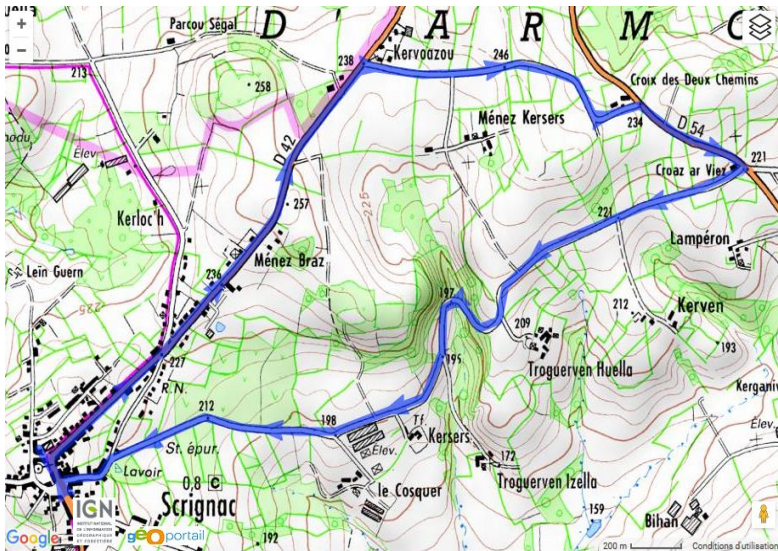 D' A R M C
+
−
Parcou Ségal
238
Kervoazou
246
213
258
Croix des Deux Chemins
Ménez Kersers
234
D 54
D 42
Élev.
221
Croaz ar Viez
Kerloc'h
225
257
221
Lampéron
Leïn Guern
Ménez Braz
236
225
197
212
Kerven
209
193
227
195
Troguerven Huella
R.N.
Kerganiv
212
198
Tf
Élev.
Kersers
Élev.
St. épur.
172
Lavoir
Troguerven Izella
0,8 C
le Cosquer
IGN
INSTITUT NATIONAL
DE L'INFORMATION
GÉOGRAPHIQUE
ET FORESTIÈRE
Scrignac
159
Bihan
Google
géoportail
192
200 m
Conditions d'utilisation